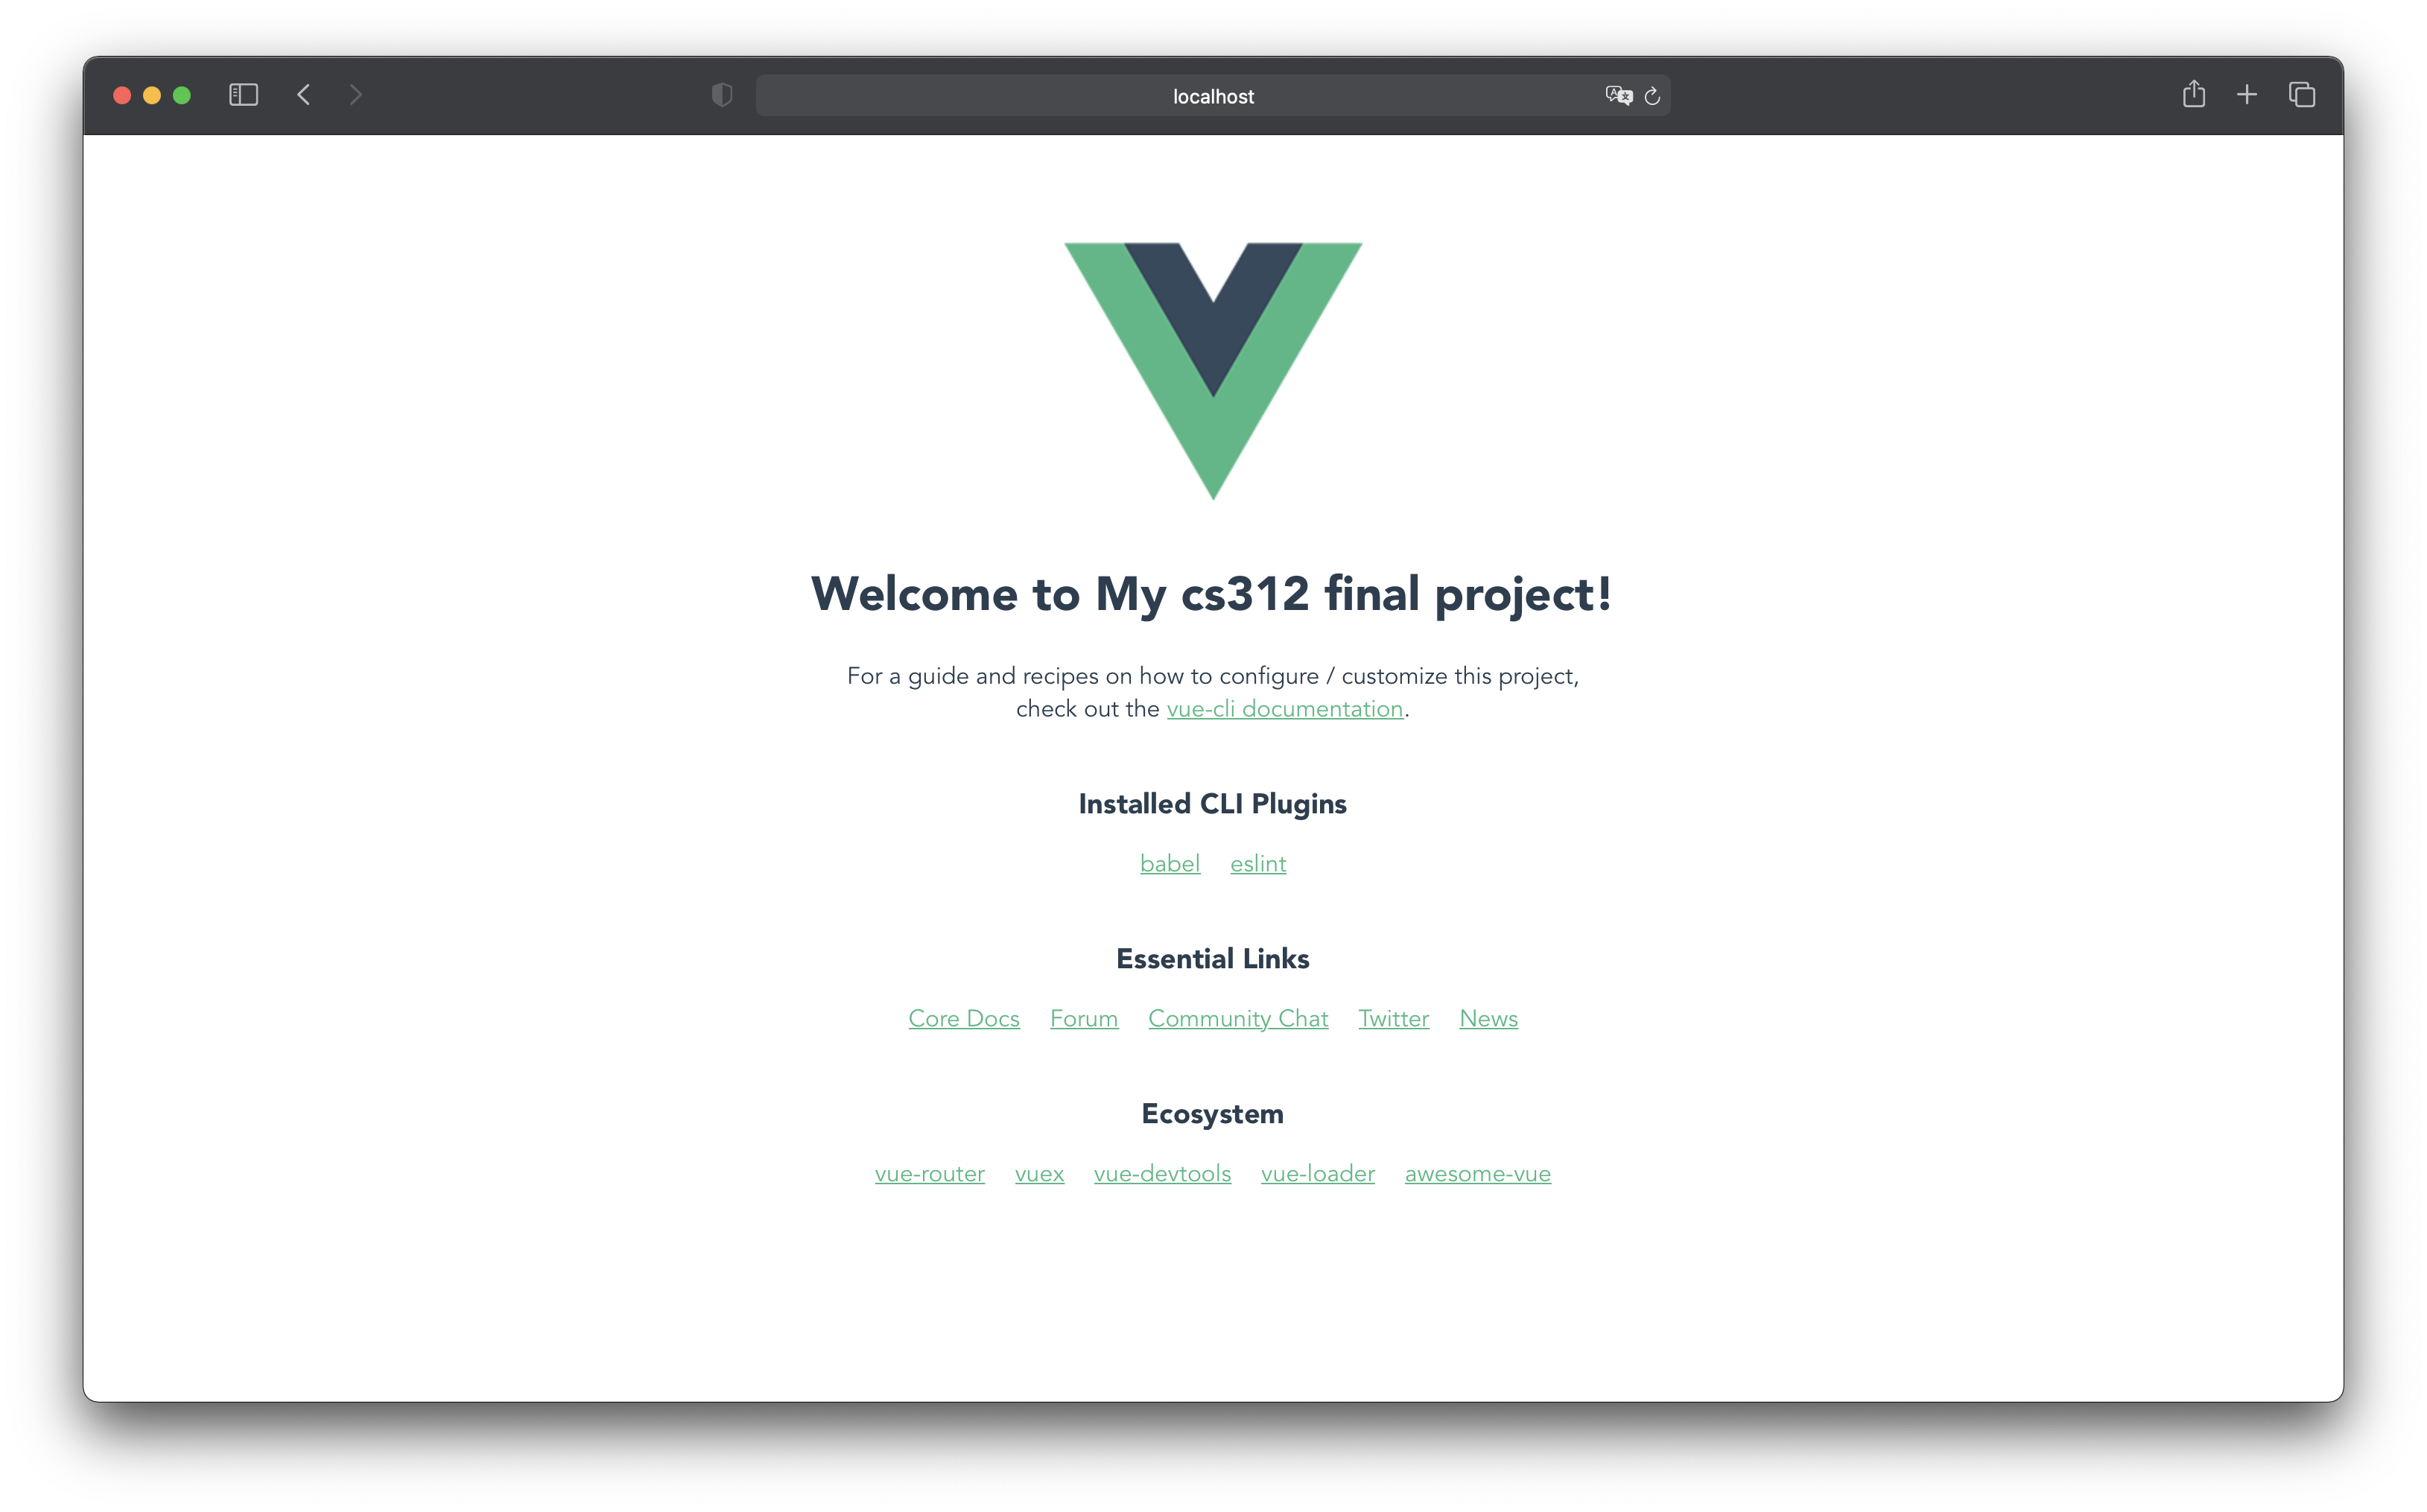 localhost
Welcome to My cs312 final project!
For a guide and recipes on how to configure / customize this project,
check out the vue-cli documentation.
Installed CLI Plugins
babel eslint
Essential Links
Core Docs Forum Community Chat Twitter News
Ecosystem
vue-router vuex vue-devtools vue-loader awesome-vue